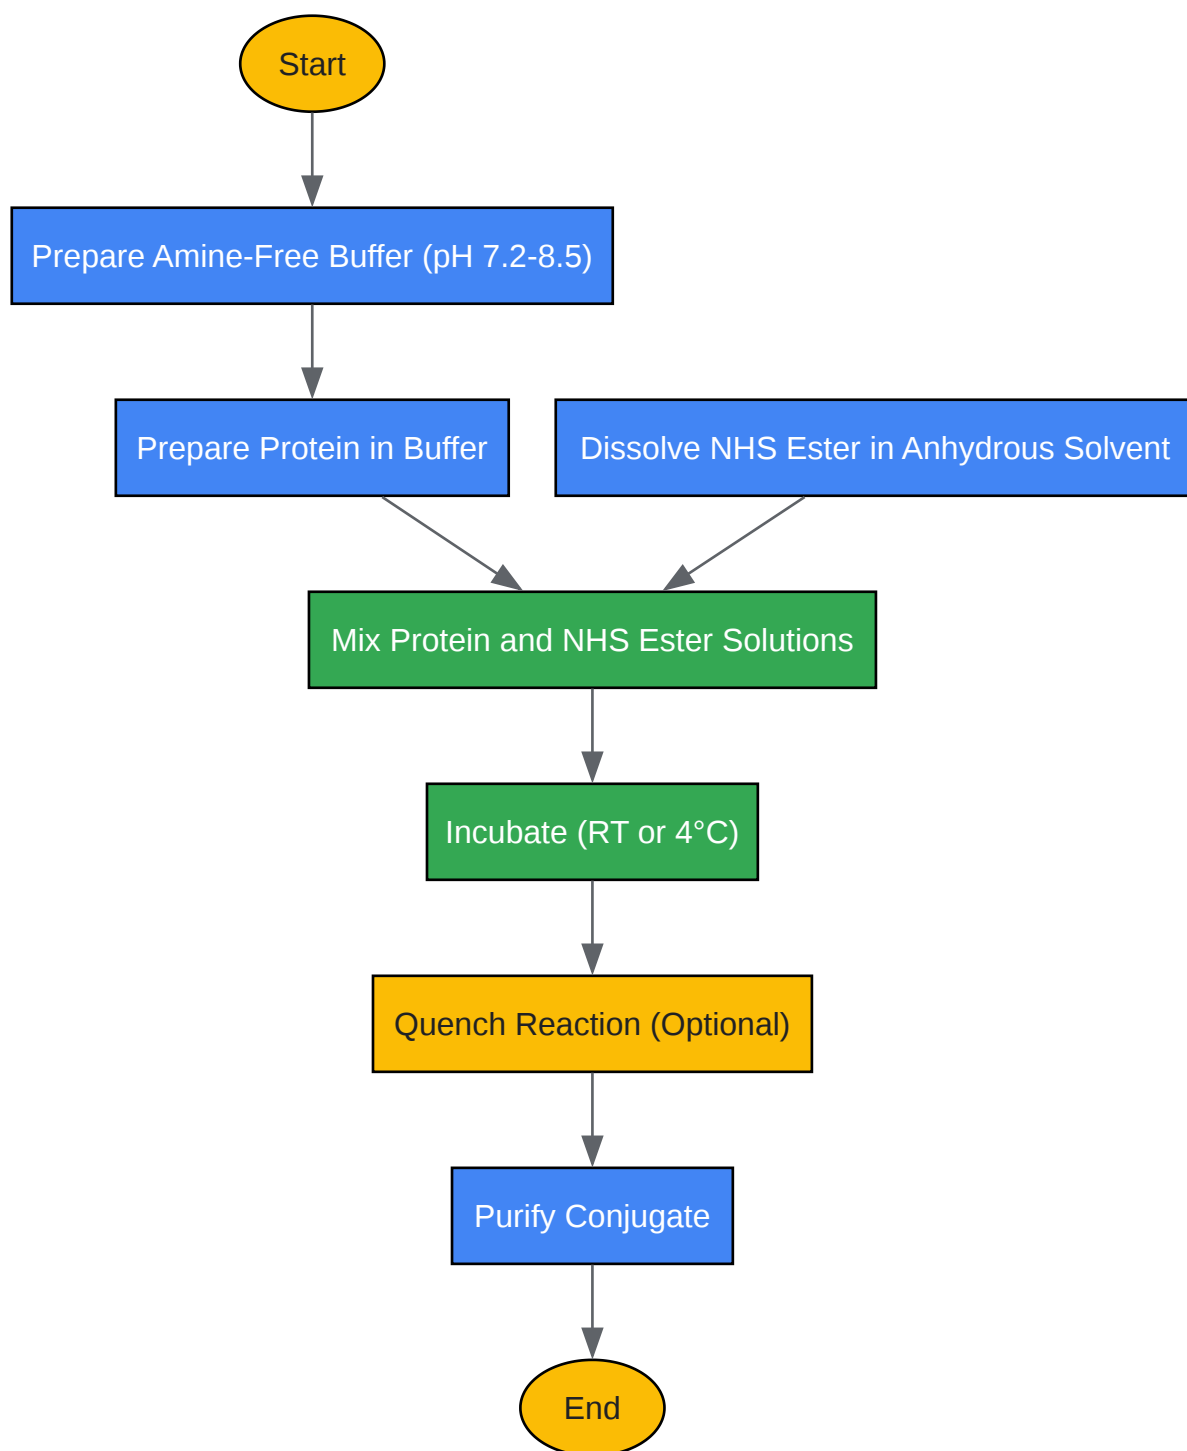 Start
Prepare Amine-Free Buffer (pH 7.2-8.5)
Prepare Protein in Buffer
Dissolve NHS Ester in Anhydrous Solvent
Mix Protein and NHS Ester Solutions
Incubate (RT or 4°C)
Quench Reaction (Optional)
Purify Conjugate
End